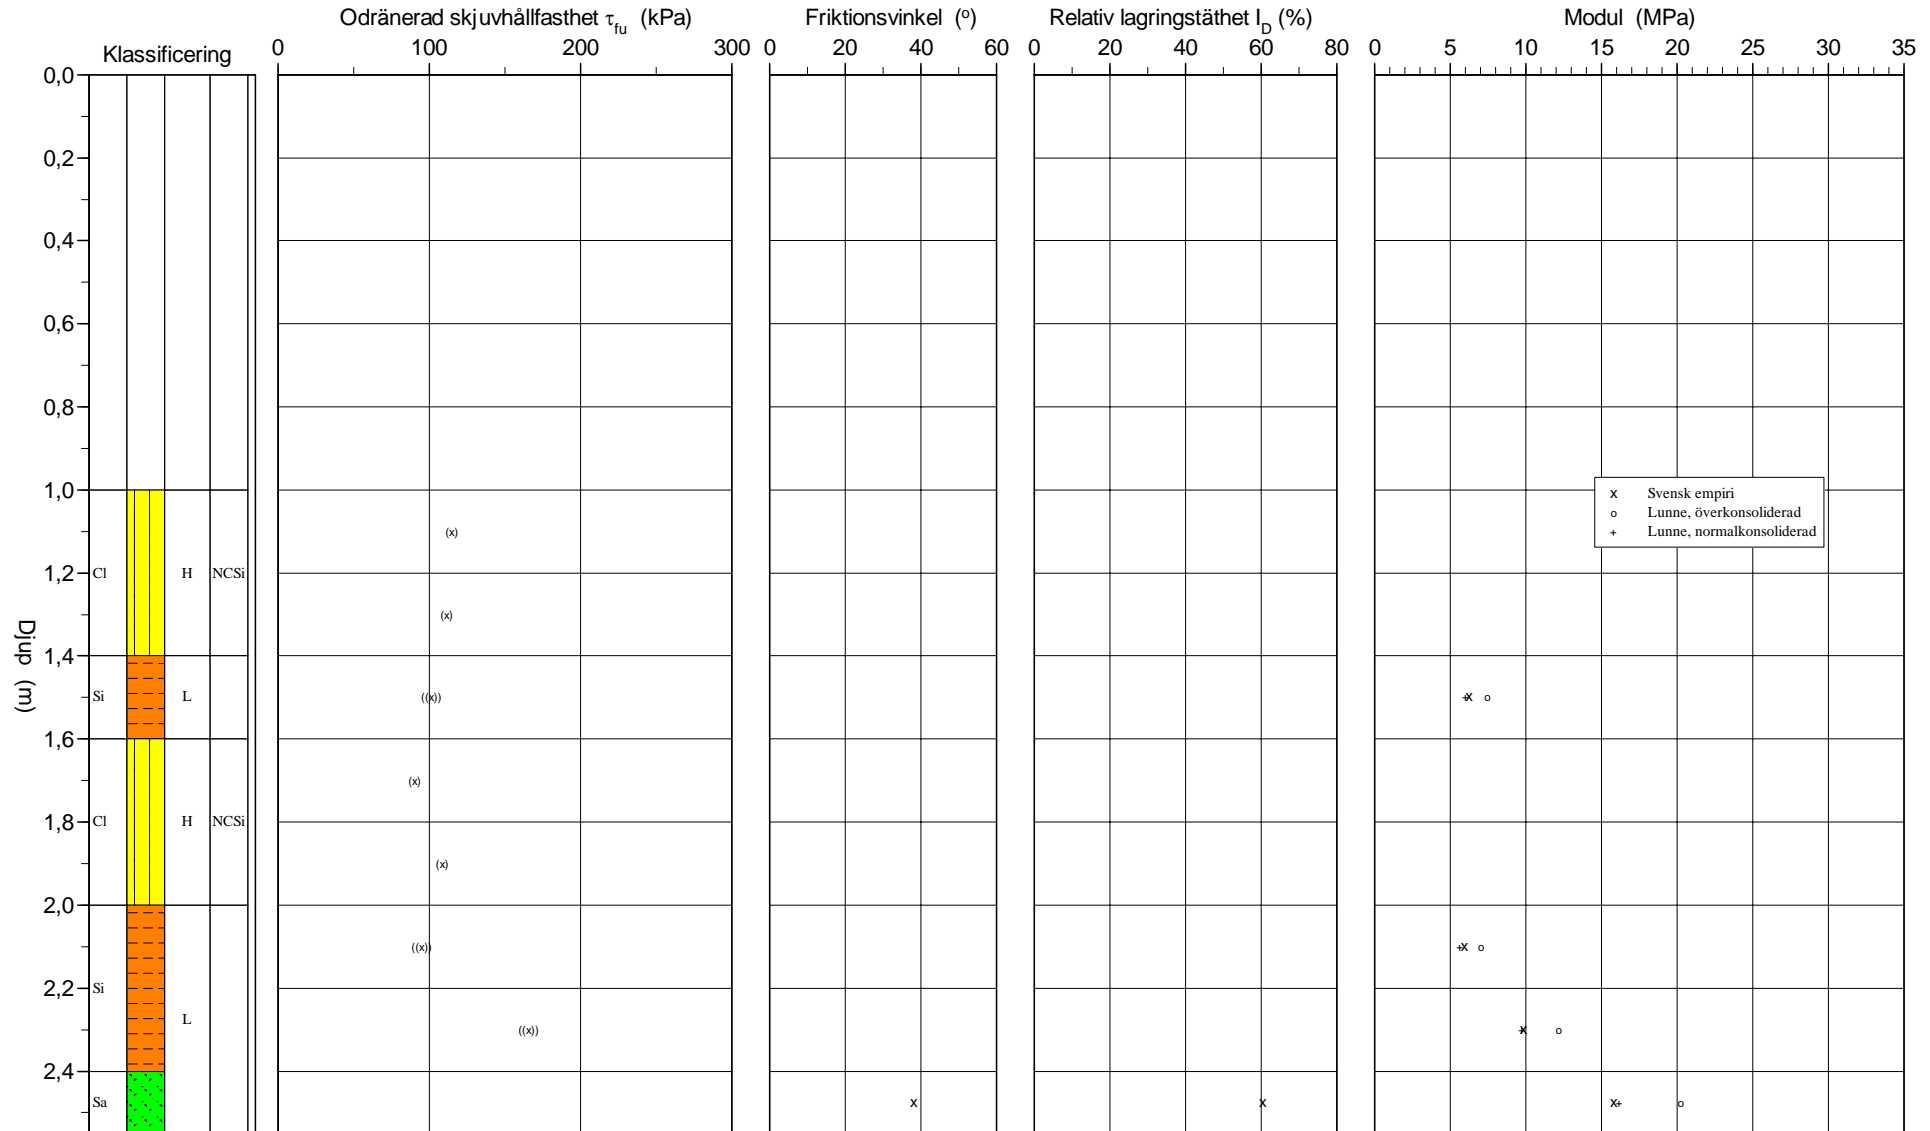 Klassificering
Odränerad skjuvhållfasthet τfu (kPa)
0 100 200 300
Friktionsvinkel (o)
0 20 40 60
Relativ lagringstäthet ID (%)
0 20 40 60 80
Modul (MPa)
0 5 10 15 20 25 30 35
Djup (m)
0,0
0,2
0,4
0,6
0,8
1,0
x Svensk empiri
o Lunne, överkonsoliderad
+ Lunne, normalkonsoliderad
(x)
1,2 Cl H NCSi
(x)
1,4
Si L ((x)) + x o
1,6
(x)
1,8 Cl H NCSi
(x)
2,0
((x)) + x o
2,2 Si
L ((x)) + x o
2,4
Sa x x x + o